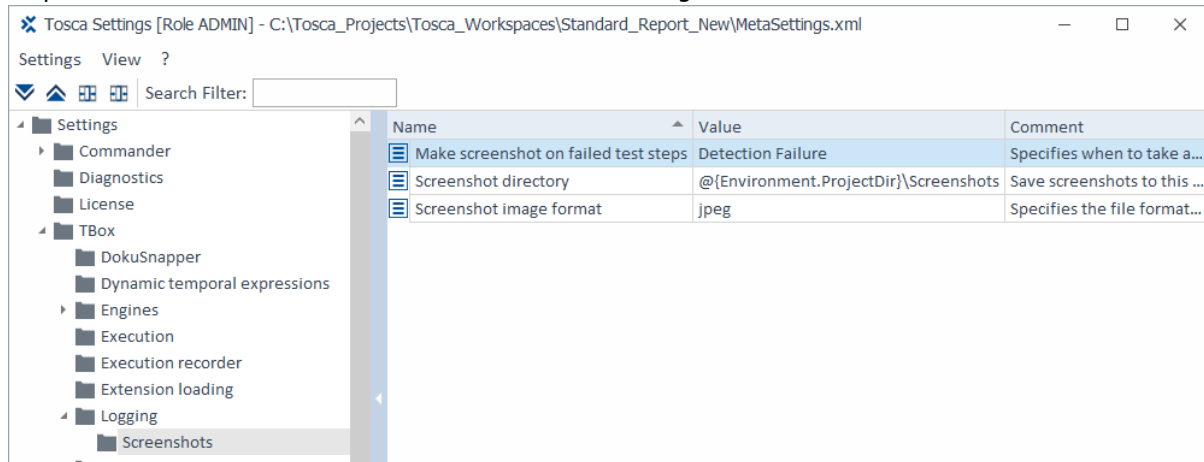 Tosca Settings [Role ADMIN] - C:\Tosca_Projects\Tosca_Workspaces\Standard_Report_New\MetaSettings.xml
Settings View ?
Search Filter:
Settings
Commander
Diagnostics
License
TBox
DokuSnapper
Dynamic temporal expressions
Engines
Execution
Execution recorder
Extension loading
Logging
Screenshots
Name Value Comment
Make screenshot on failed test steps Detection Failure Specifies when to take a...
Screenshot directory @{Environment.ProjectDir}\Screenshots Save screenshots to this ...
Screenshot image format jpeg Specifies the file format...